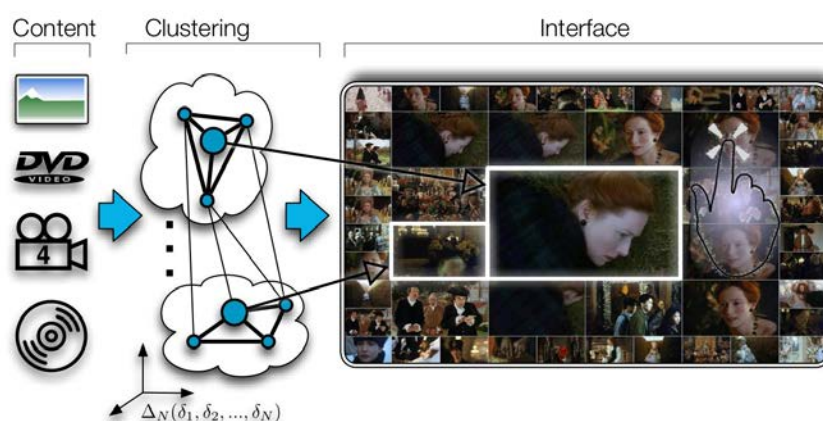 Content Clustering Interface
DVD
VIDEO
4
Δ_N(δ_1, δ_2, ..., δ_N)